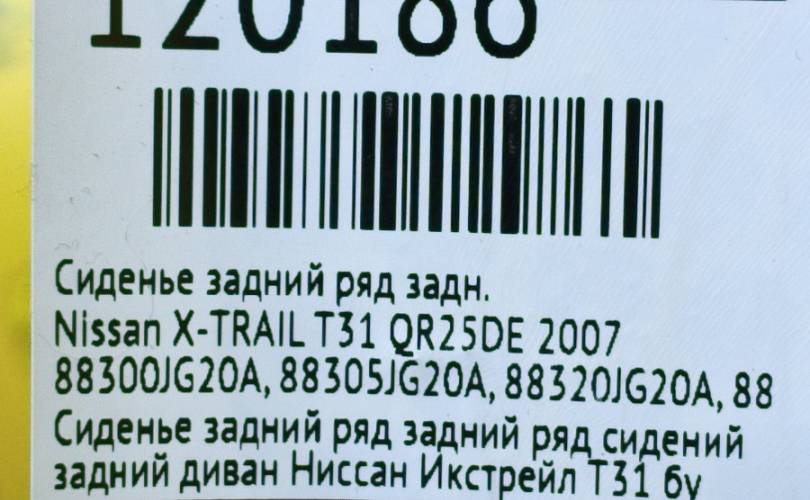 120186
Сиденье задний ряд задн.
Nissan X-TRAIL T31 QR25DE 2007
88300JG20A, 88305JG20A, 88320JG20A, 88
Сиденье задний ряд задний ряд сидений
задний диван Ниссан Икстрейл Т31 бу